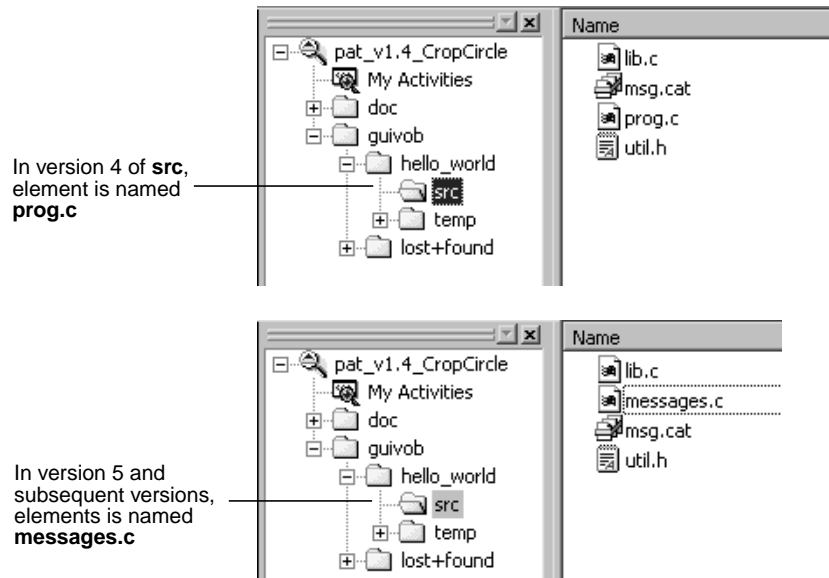 Name
pat_v1.4_CropCircle
lib.c
My Activities
msg.cat
doc
prog.c
guivob
util.h
hello_world
In version 4 of src,
element is named
prog.c
src
temp
lost+found
Name
pat_v1.4_CropCircle
lib.c
My Activities
messages.c
doc
msg.cat
guivob
util.h
hello_world
In version 5 and
subsequent versions,
elements is named
messages.c
src
temp
lost+found